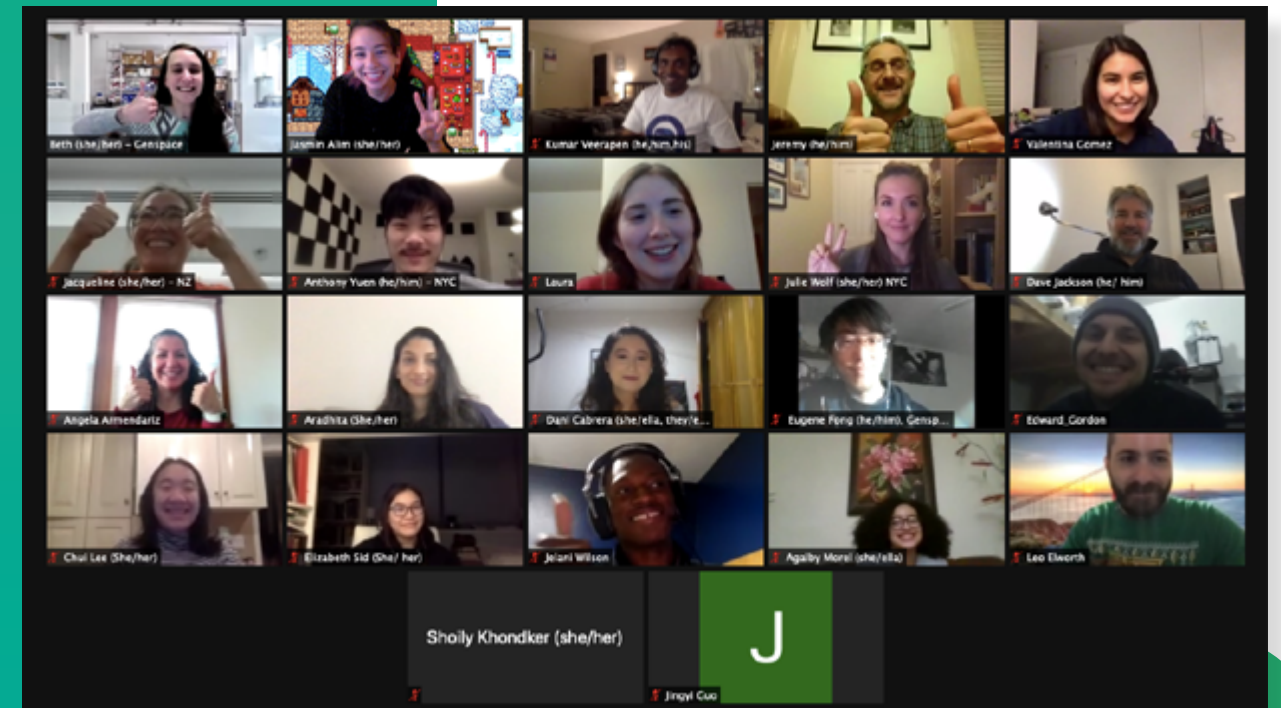 Beth (she/her) – Genspace
Jasmin Alim (she/her)
Kumar Veerapen (he,him,his)
Jeremy (he/him)
Valentina Gomez
Jacqueline (she/her) – NZ
Anthony Yuen (he/him) – NYC
Laura
Julie Wolf (she/her) NYC
Dave Jackson (he/ him)
Angela Armendariz
Aradhita (She/her)
Dani Cabrera (she/ella, they/e...
Eugene Fong (he/him), Gensp...
Edward_Gordon
Chui Lee (She/her)
Elizabeth Sid (She/ her)
Jelani Wilson
Agalby Morel (she/ella)
Leo Elworth
Shoily Khondker (she/her)
J
Jingyi Guo